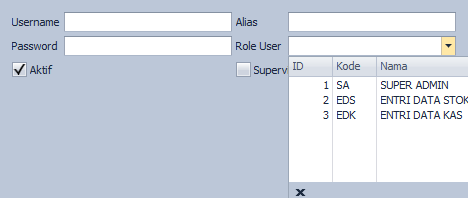 Username Alias
Password Role User
Aktif Superv
ID Kode Nama
1 SA SUPER ADMIN
2 EDS ENTRI DATA STOK
3 EDK ENTRI DATA KAS